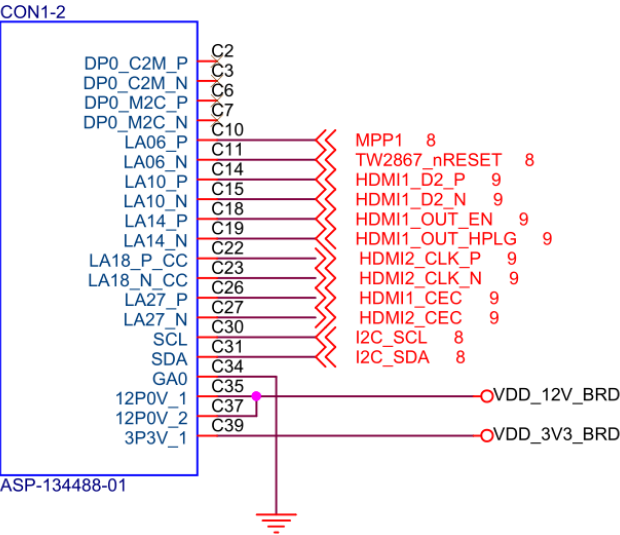 CON1-2
DP0_C2M_P C2
DP0_C2M_N C3
DP0_M2C_P C6
DP0_M2C_N C7
LA06_P C10 MPP1 8
LA06_N C11 TW2867_nRESET 8
LA10_P C14 HDMI1_D2_P 9
LA10_N C15 HDMI1_D2_N 9
LA14_P C18 HDMI1_OUT_EN 9
LA14_N C19 HDMI1_OUT_HPLG 9
LA18_P_CC C22 HDMI2_CLK_P 9
LA18_N_CC C23 HDMI2_CLK_N 9
LA27_P C26 HDMI1_CEC 9
LA27_N C27 HDMI2_CEC 9
SCL C30 I2C_SCL 8
SDA C31 I2C_SDA 8
GA0 C34
12P0V_1 C35 VDD_12V_BRD
12P0V_2 C37
3P3V_1 C39 VDD_3V3_BRD
ASP-134488-01